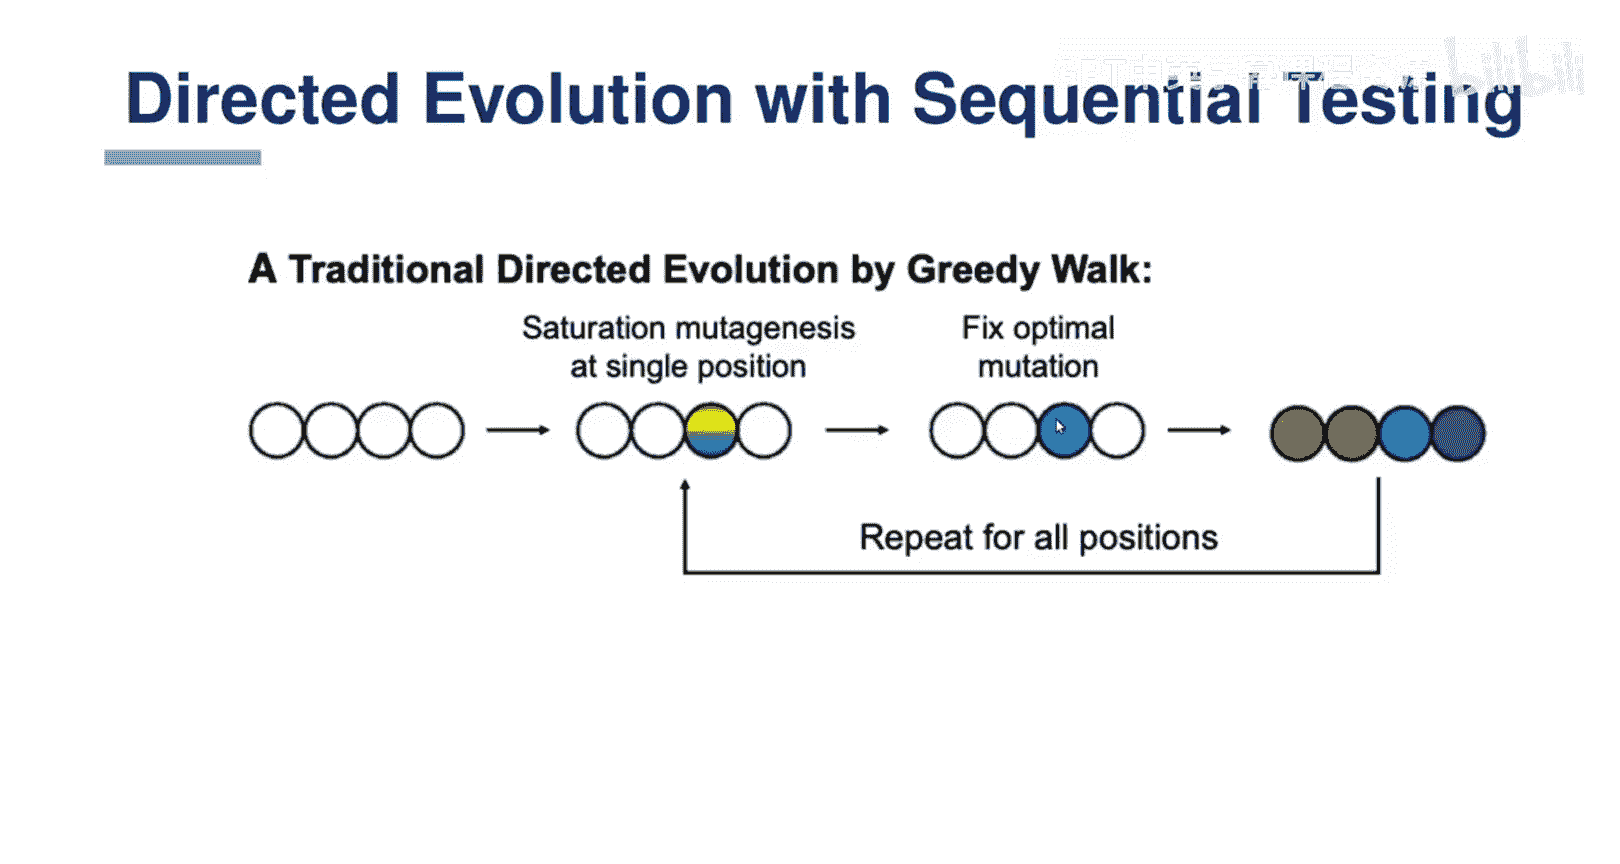 Directed Evolution with Sequential Testing
bilibili
A Traditional Directed Evolution by Greedy Walk:
Saturation mutagenesis
at single position
Fix optimal
mutation
Repeat for all positions